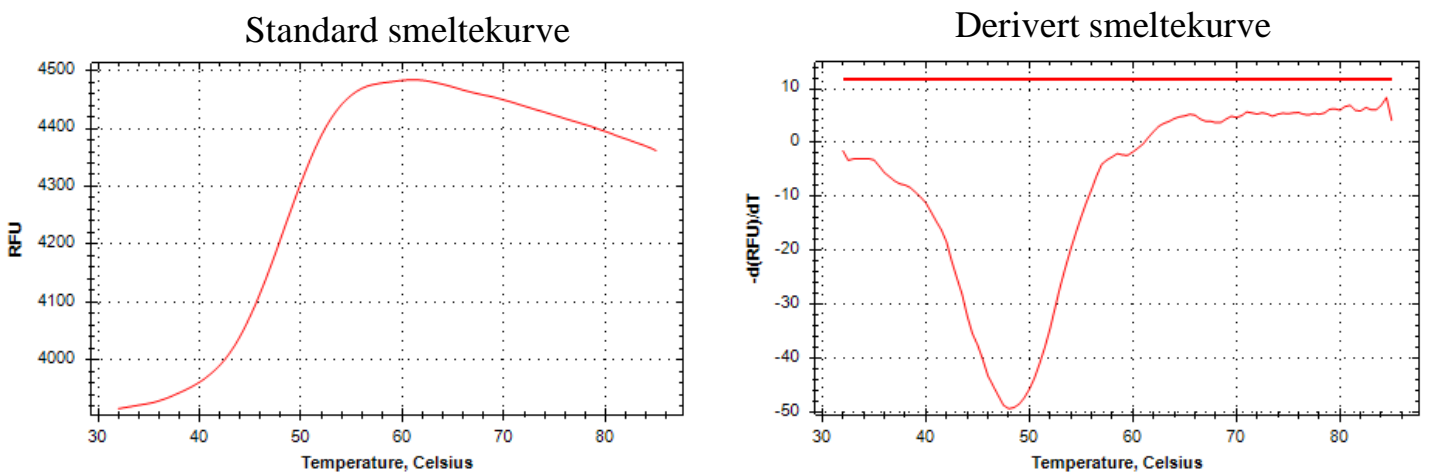 Standard smeltekurve
4500
4400
4300
4200
4100
4000
RFU
30 40 50 60 70 80
Temperature, Celsius
Derivert smeltekurve
10
0
-10
-20
-30
-40
-50
-d(RFU)/dT
30 40 50 60 70 80
Temperature, Celsius